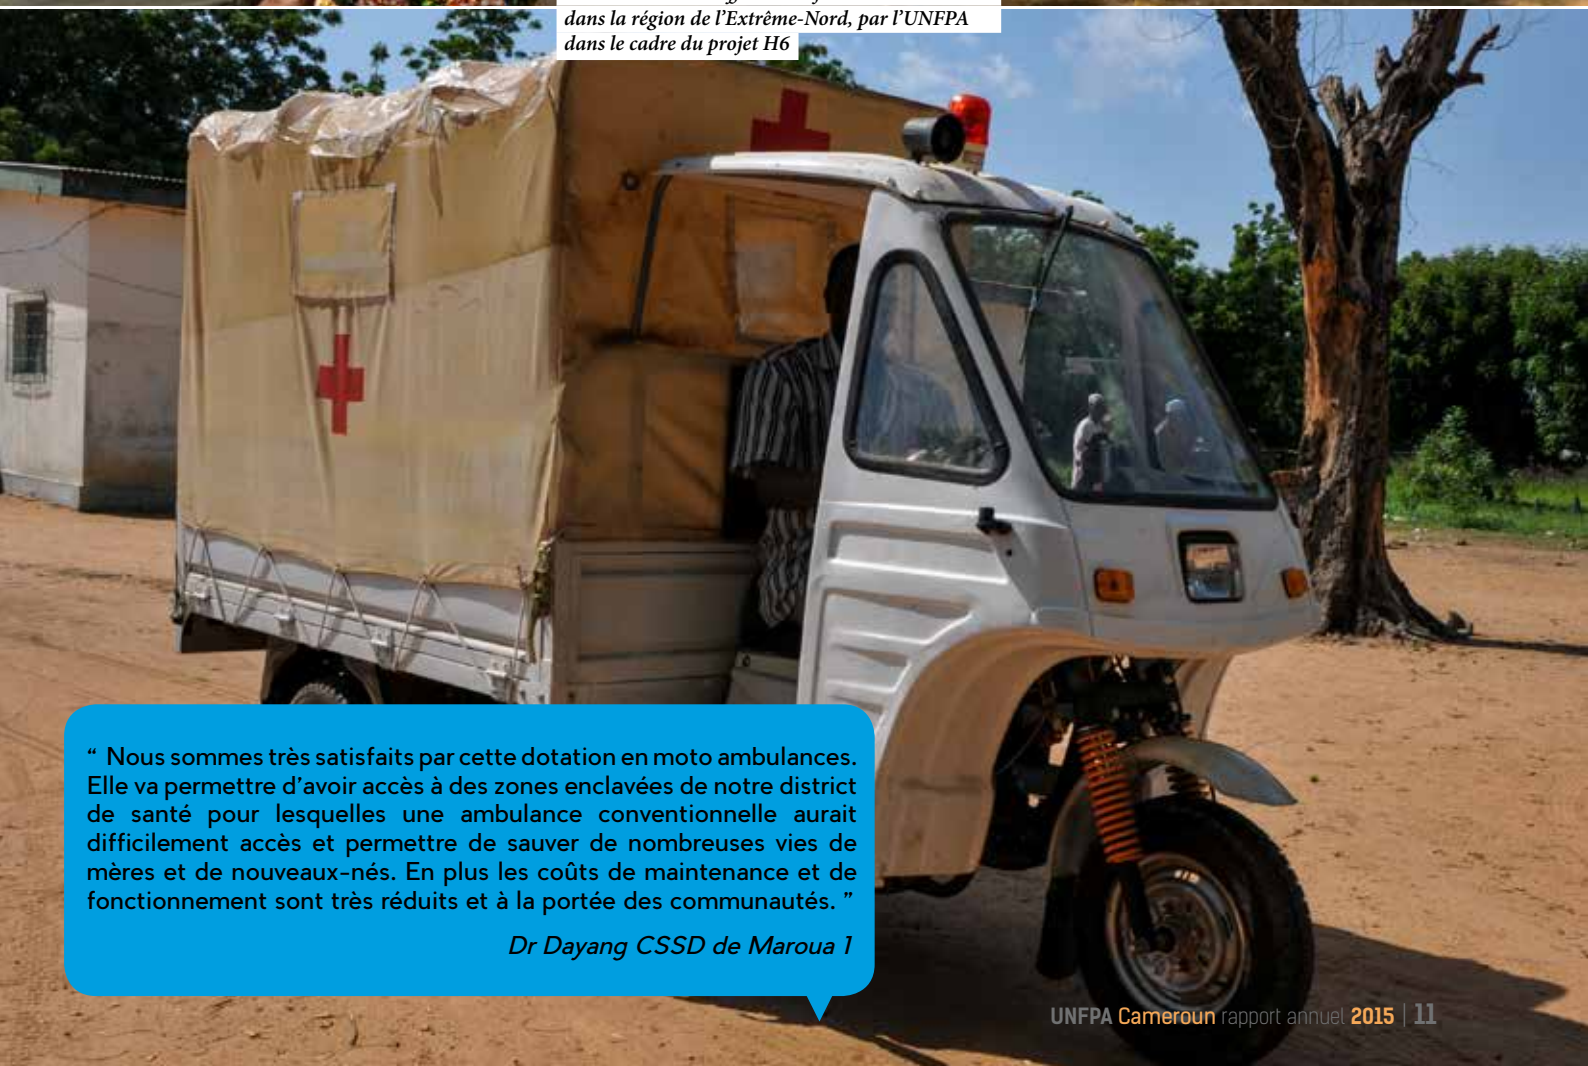 dans la région de l'Extrême-Nord, par l'UNFPA
dans le cadre du projet H6
“ Nous sommes très satisfaits par cette dotation en moto ambulances.
Elle va permettre d'avoir accès à des zones enclavées de notre district
de santé pour lesquelles une ambulance conventionnelle aurait
difficilement accès et permettre de sauver de nombreuses vies de
mères et de nouveaux-nés. En plus les coûts de maintenance et de
fonctionnement sont très réduits et à la portée des communautés. ”
Dr Dayang CSSD de Maroua 1
UNFPA Cameroun rapport annuel 2015 | 11